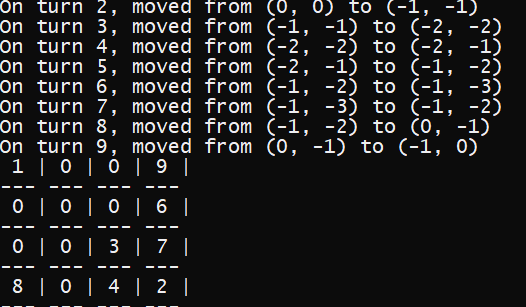 On turn 2, moved from (0, 0) to (-1, -1)
On turn 3, moved from (-1, -1) to (-2, -2)
On turn 4, moved from (-2, -2) to (-2, -1)
On turn 5, moved from (-2, -1) to (-1, -2)
On turn 6, moved from (-1, -2) to (-1, -3)
On turn 7, moved from (-1, -3) to (-1, -2)
On turn 8, moved from (-1, -2) to (0, -1)
On turn 9, moved from (0, -1) to (-1, 0)
 1 | 0 | 0 | 9 |
--- --- --- ---
 0 | 0 | 0 | 6 |
--- --- --- ---
 0 | 0 | 3 | 7 |
--- --- --- ---
 8 | 0 | 4 | 2 |
--- --- --- ---